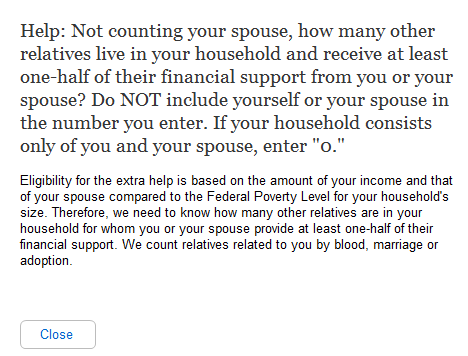 Help: Not counting your spouse, how many other
relatives live in your household and receive at least
one-half of their financial support from you or your
spouse? Do NOT include yourself or your spouse in
the number you enter. If your household consists
only of you and your spouse, enter "0."
Eligibility for the extra help is based on the amount of your income and that
of your spouse compared to the Federal Poverty Level for your household's
size. Therefore, we need to know how many other relatives are in your
household for whom you or your spouse provide at least one-half of their
financial support. We count relatives related to you by blood, marriage or
adoption.
Close